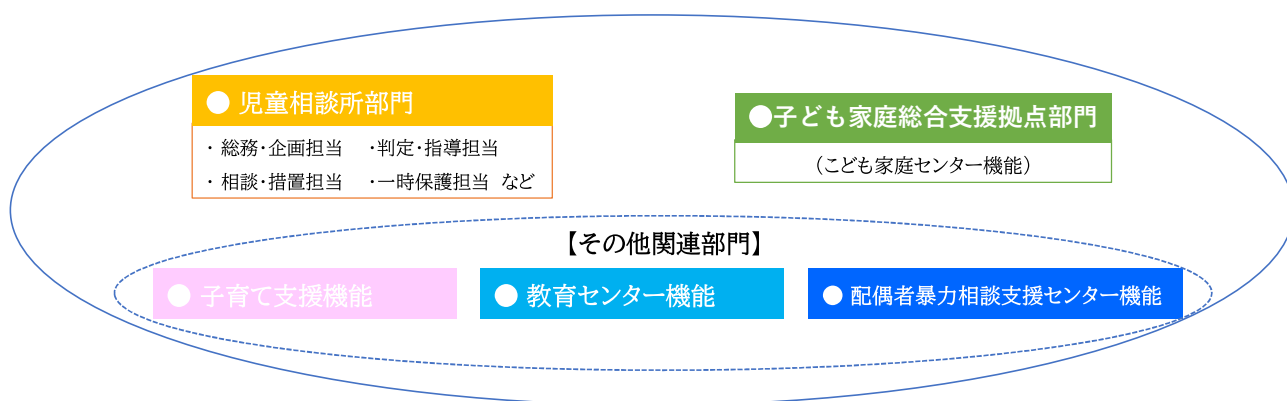 ● 児童相談所部門
・ 総務・企画担当　・判定・指導担当
・ 相談・措置担当　・一時保護担当　など
●子ども家庭総合支援拠点部門
（こども家庭センター機能）
【その他関連部門】
● 子育て支援機能
● 教育センター機能
● 配偶者暴力相談支援センター機能